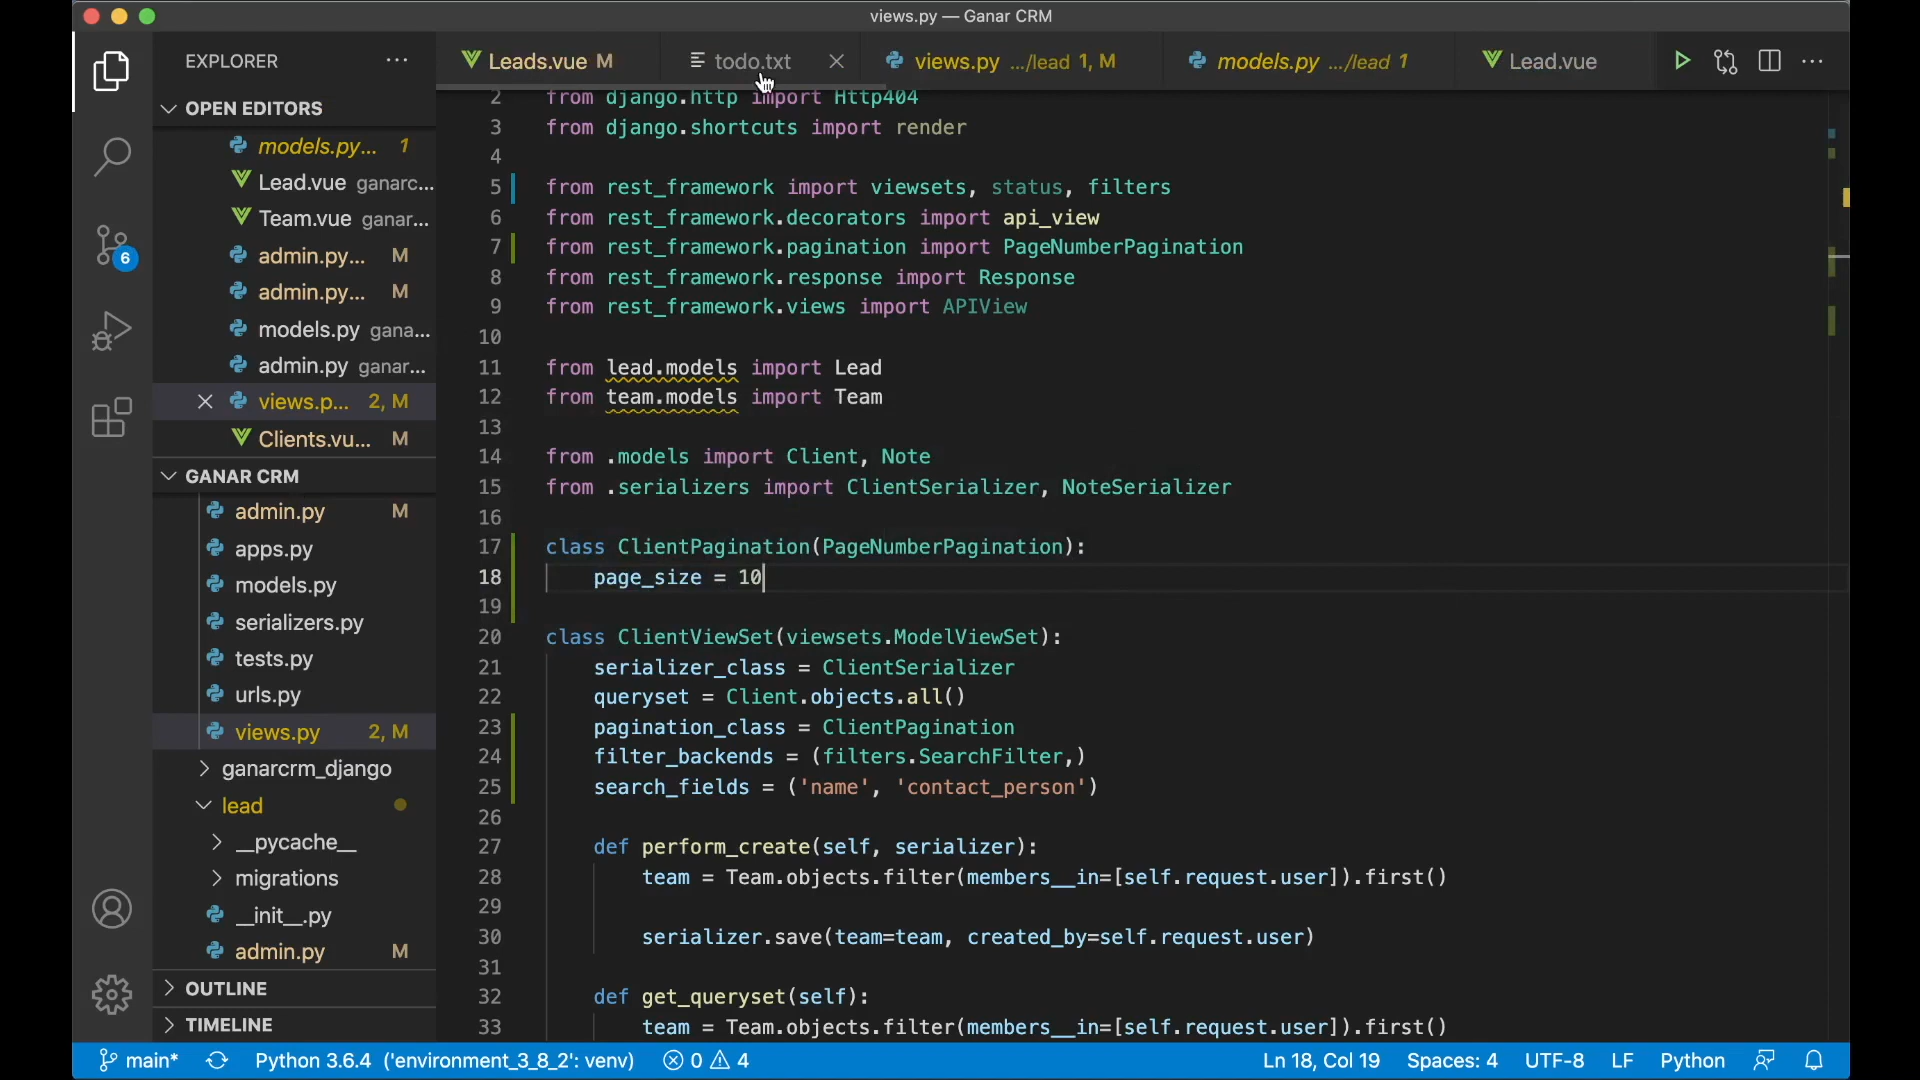 views.py — Ganar CRM
EXPLORER
Leads.vue M
todo.txt
views.py .../lead 1, M
models.py .../lead 1
Lead.vue
OPEN EDITORS
models.py... 1
Lead.vue ganarc...
Team.vue ganar...
admin.py... M
admin.py... M
models.py gana...
admin.py ganar...
views.p... 2, M
Clients.vu... M
GANAR CRM
admin.py M
apps.py
models.py
serializers.py
tests.py
urls.py
views.py 2, M
ganarcrm_django
lead
__pycache__
migrations
__init__.py
admin.py M
OUTLINE
TIMELINE
6
2 from django.http import Http404
3 from django.shortcuts import render
4
5 from rest_framework import viewsets, status, filters
6 from rest_framework.decorators import api_view
7 from rest_framework.pagination import PageNumberPagination
8 from rest_framework.response import Response
9 from rest_framework.views import APIView
10
11 from lead.models import Lead
12 from team.models import Team
13
14 from .models import Client, Note
15 from .serializers import ClientSerializer, NoteSerializer
16
17 class ClientPagination(PageNumberPagination):
18 page_size = 10
19
20 class ClientViewSet(viewsets.ModelViewSet):
21 serializer_class = ClientSerializer
22 queryset = Client.objects.all()
23 pagination_class = ClientPagination
24 filter_backends = (filters.SearchFilter,)
25 search_fields = ('name', 'contact_person')
26
27 def perform_create(self, serializer):
28 team = Team.objects.filter(members__in=[self.request.user]).first()
29
30 serializer.save(team=team, created_by=self.request.user)
31
32 def get_queryset(self):
33 team = Team.objects.filter(members__in=[self.request.user]).first()
main* Python 3.6.4 ('environment_3_8_2': venv) 0 4 Ln 18, Col 19 Spaces: 4 UTF-8 LF Python